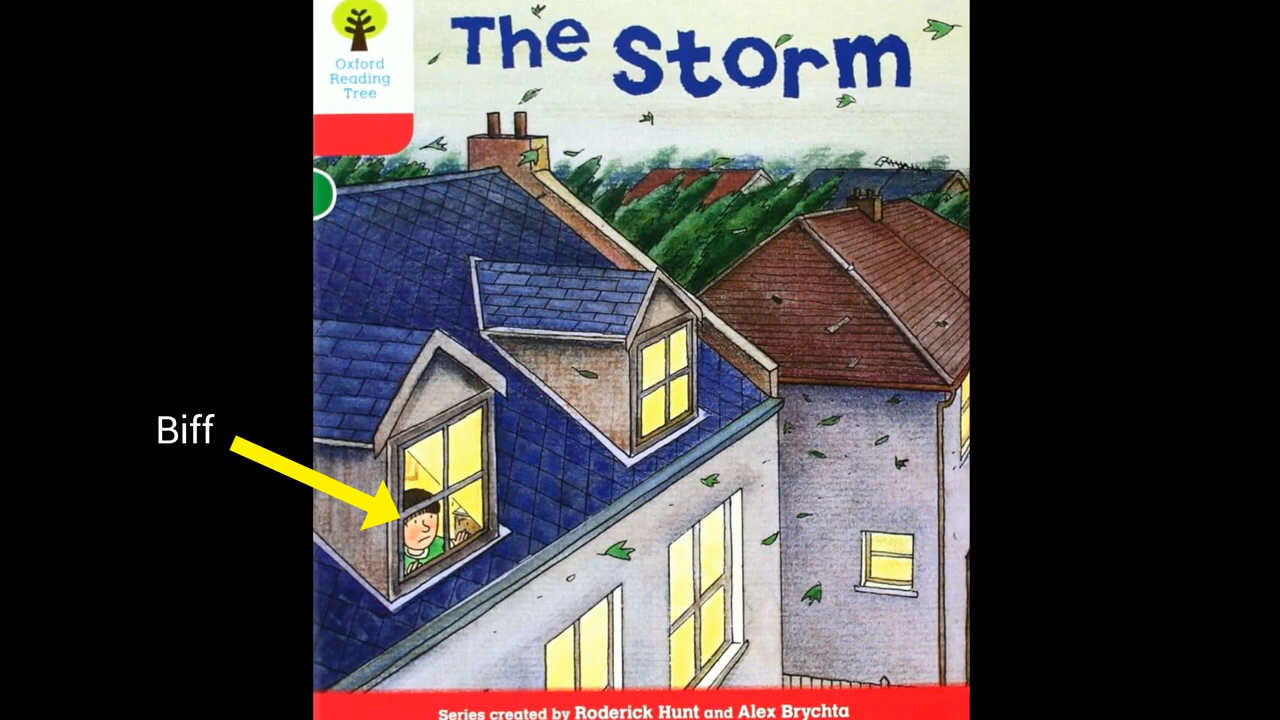 The Storm
Oxford
Reading
Tree
Biff
Series created by Roderick Hunt and Alex Brychta